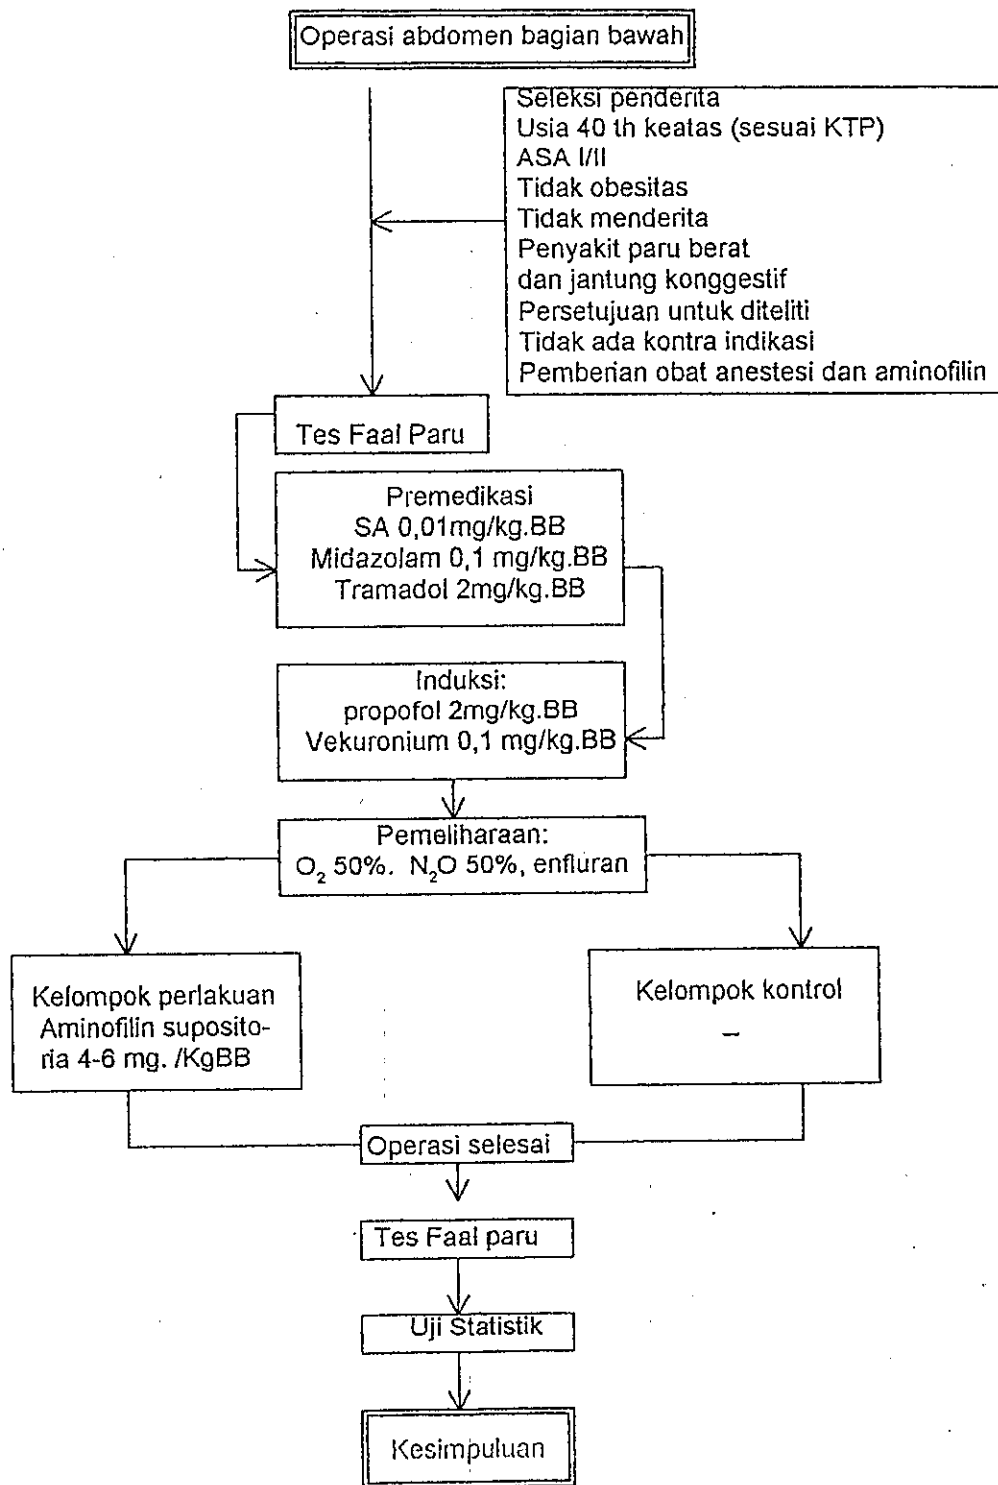 Operasi abdomen bagian bawah
Seleksi penderita
Usia 40 th keatas (sesuai KTP)
ASA I/II
Tidak obesitas
Tidak menderita
Penyakit paru berat
dan jantung konggestif
Persetujuan untuk diteliti
Tidak ada kontra indikasi
Pemberian obat anestesi dan aminofilin
Tes Faal Paru
Premedikasi
SA 0,01mg/kg.BB
Midazolam 0,1 mg/kg.BB
Tramadol 2mg/kg.BB
Induksi:
propofol 2mg/kg.BB
Vekuronium 0,1 mg/kg.BB
Pemeliharaan:
O₂ 50%. N₂O 50%, enfluran
Kelompok perlakuan
Aminofilin suposito-
ria 4-6 mg. /KgBB
Kelompok kontrol
–
Operasi selesai
Tes Faal paru
Uji Statistik
Kesimpuluan